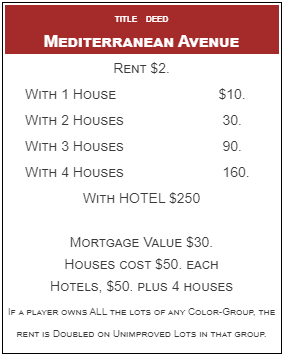 TITLE DEED
MEDITERRANEAN AVENUE
RENT $2.
WITH 1 HOUSE $10.
WITH 2 HOUSES 30.
WITH 3 HOUSES 90.
WITH 4 HOUSES 160.
WITH HOTEL $250
MORTGAGE VALUE $30.
HOUSES COST $50. EACH
HOTELS, $50. PLUS 4 HOUSES
IF A PLAYER OWNS ALL THE LOTS OF ANY COLOR-GROUP, THE
RENT IS DOUBLED ON UNIMPROVED LOTS IN THAT GROUP.